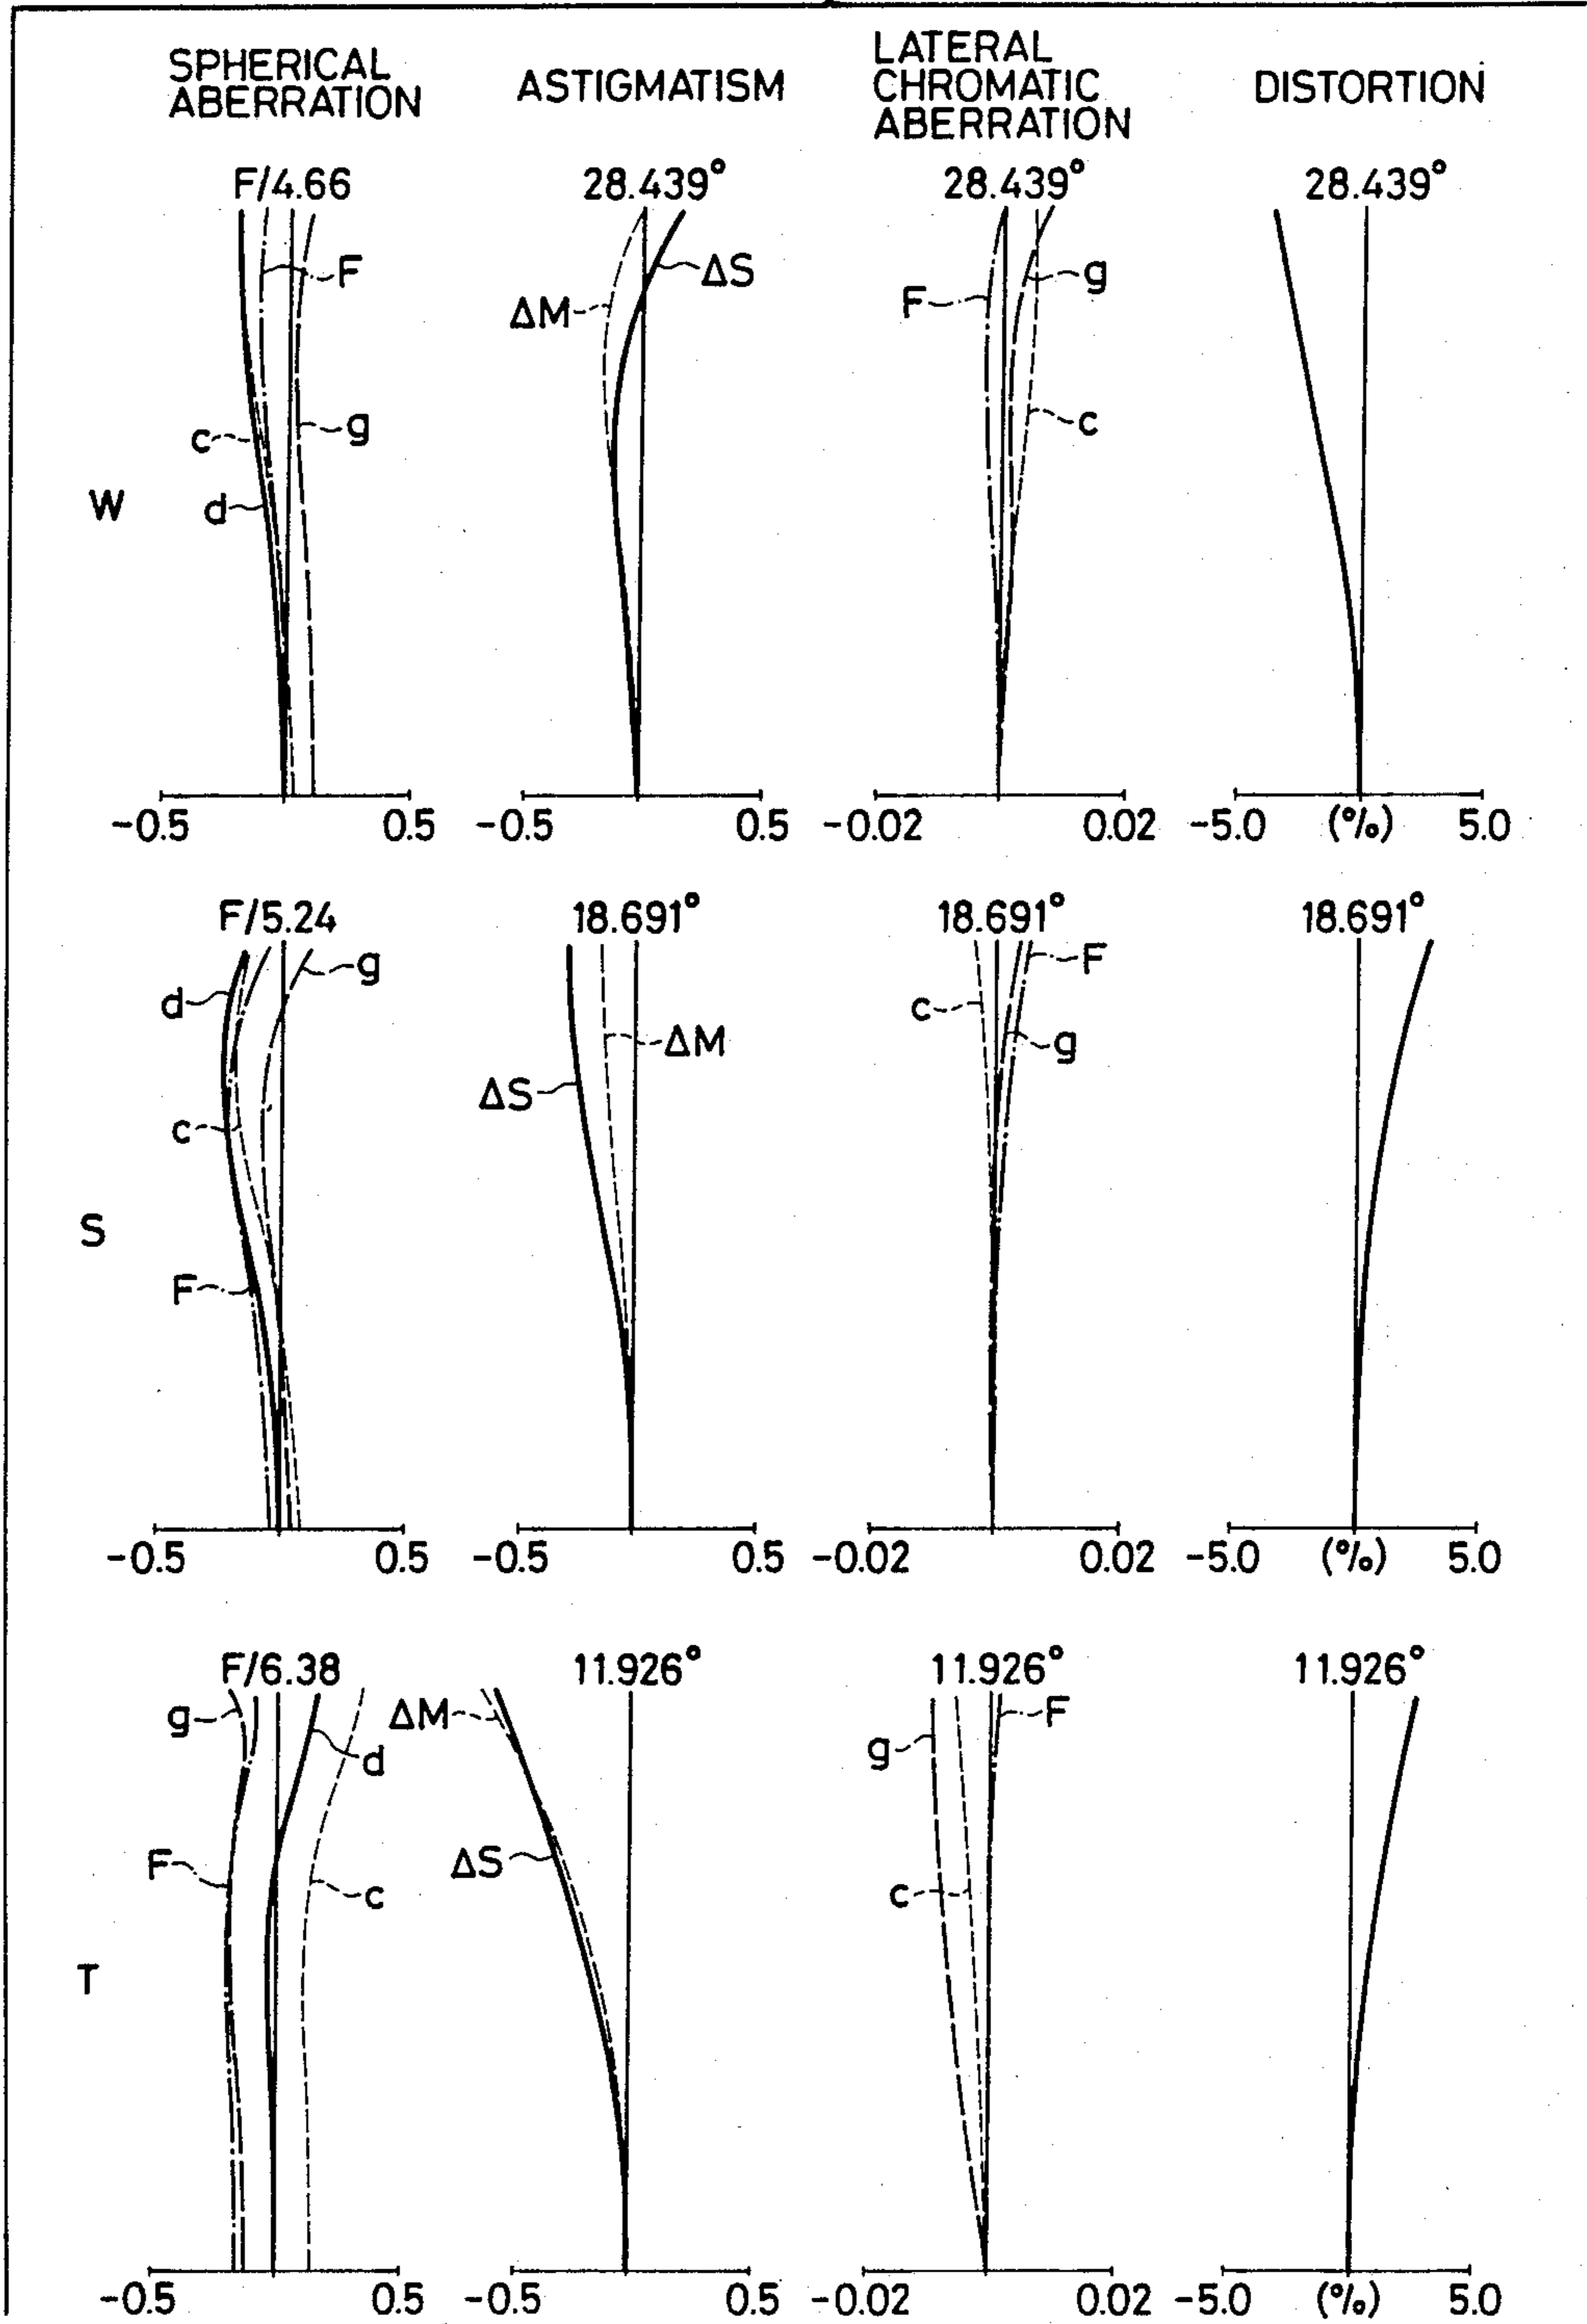 SPHERICAL
ABERRATION
ASTIGMATISM
LATERAL
CHROMATIC
ABERRATION
DISTORTION
F/4.66
28.439°
28.439°
28.439°
F
ΔS
ΔM
F
g
c
g
c
d
W
-0.5 0.5
-0.5 0.5
-0.02 0.02
-5.0 (%) 5.0
F/5.24
18.691°
18.691°
18.691°
g
d
c
F
ΔM
ΔS
F
c
g
S
-0.5 0.5
-0.5 0.5
-0.02 0.02
-5.0 (%) 5.0
F/6.38
11.926°
11.926°
11.926°
g
d
F
c
ΔM
ΔS
F
g
c
T
-0.5 0.5
-0.5 0.5
-0.02 0.02
-5.0 (%) 5.0